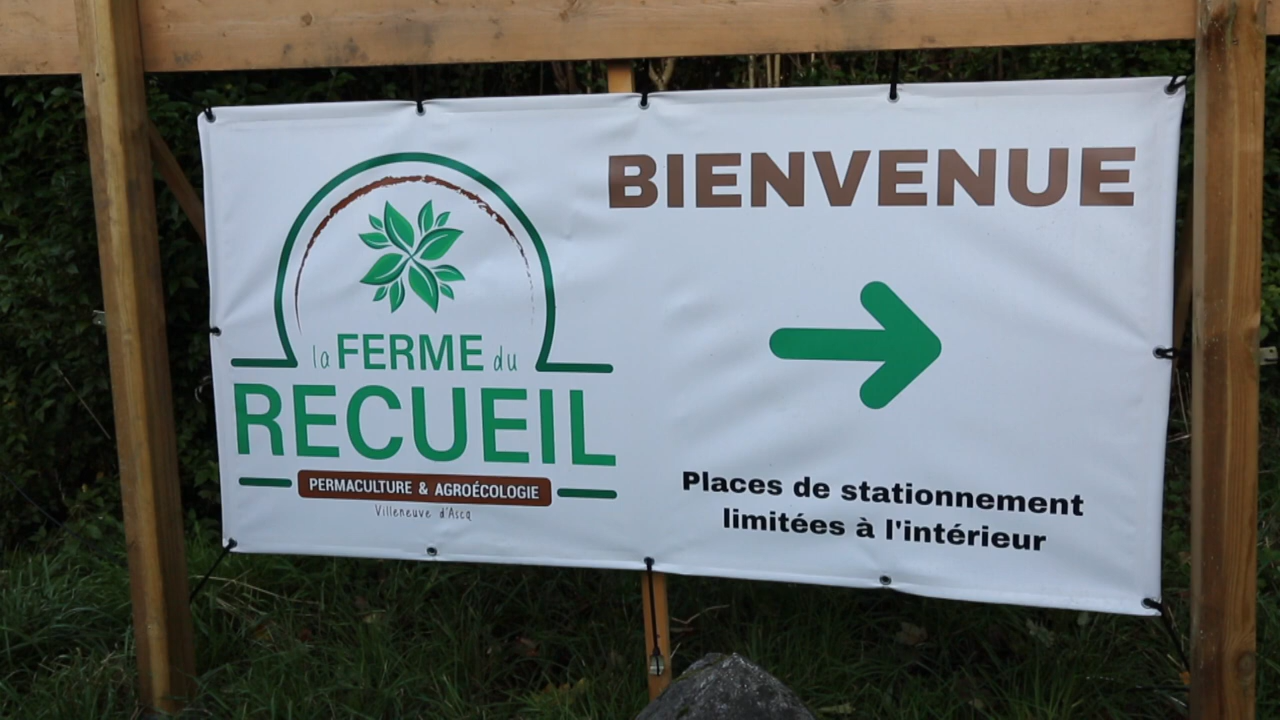 BIENVENUE
la FERME du
RECUEIL
PERMACULTURE & AGROÉCOLOGIE
Villeneuve d'Ascq
Places de stationnement
limitées à l'intérieur